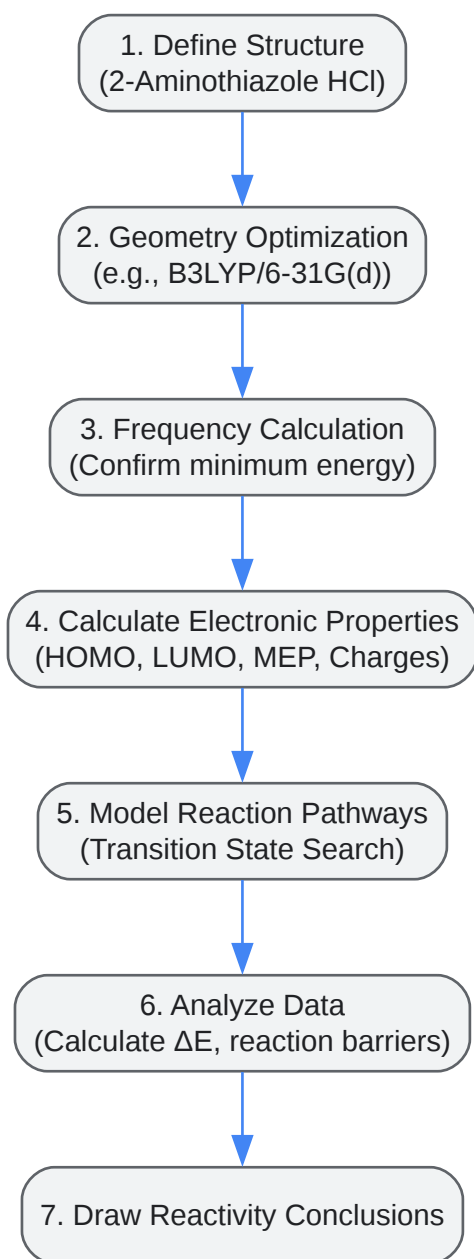 1. Define Structure
(2-Aminothiazole HCl)
2. Geometry Optimization
(e.g., B3LYP/6-31G(d))
3. Frequency Calculation
(Confirm minimum energy)
4. Calculate Electronic Properties
(HOMO, LUMO, MEP, Charges)
5. Model Reaction Pathways
(Transition State Search)
6. Analyze Data
(Calculate ΔE, reaction barriers)
7. Draw Reactivity Conclusions